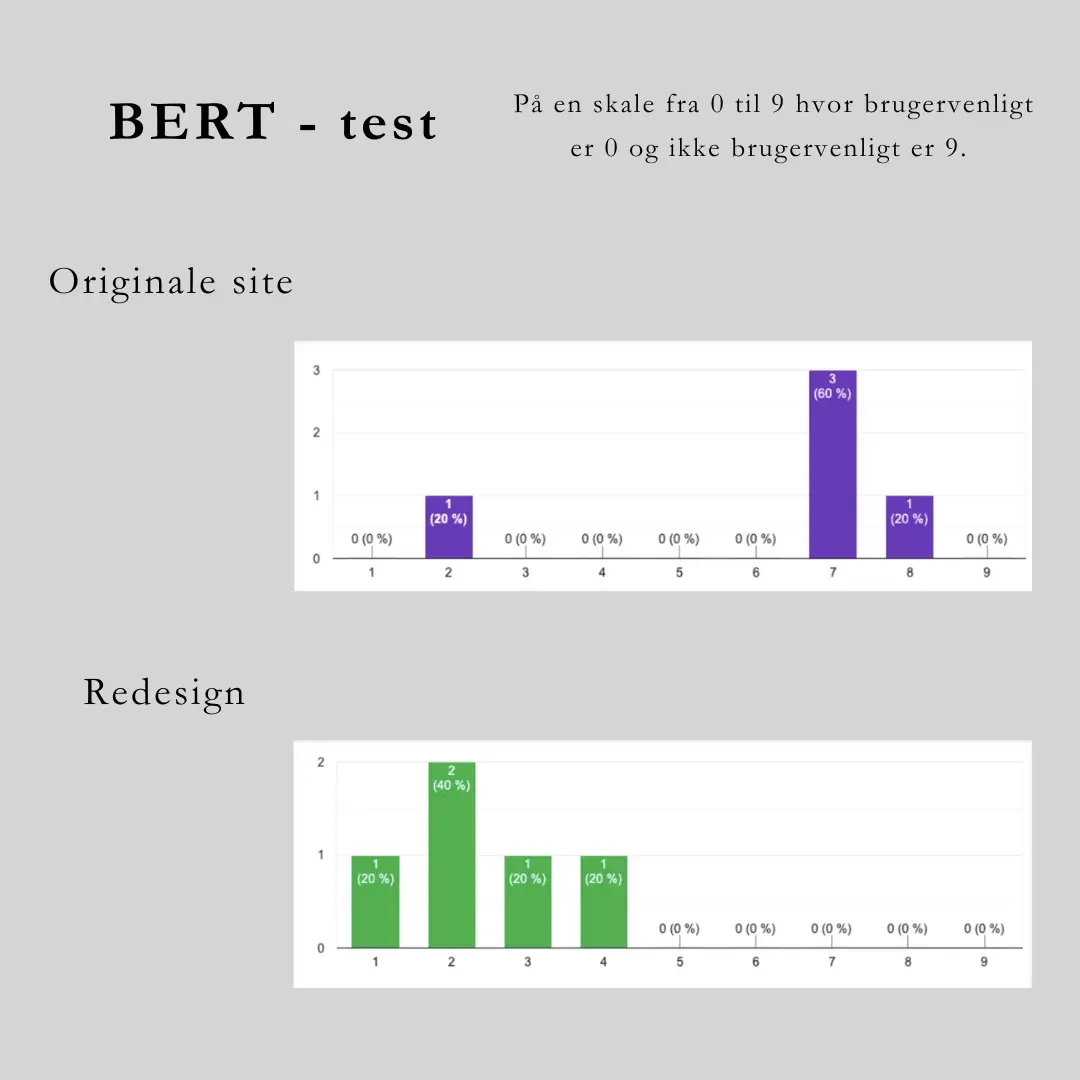 BERT - test
På en skale fra 0 til 9 hvor brugervenligt
er 0 og ikke brugervenligt er 9.
Originale site
3
2
1
0
0 (0 %)
1
(20 %)
0 (0 %)
0 (0 %)
0 (0 %)
0 (0 %)
3
(60 %)
1
(20 %)
0 (0 %)
1 2 3 4 5 6 7 8 9
Redesign
2
1
0
1
(20 %)
2
(40 %)
1
(20 %)
1
(20 %)
0 (0 %)
0 (0 %)
0 (0 %)
0 (0 %)
0 (0 %)
1 2 3 4 5 6 7 8 9